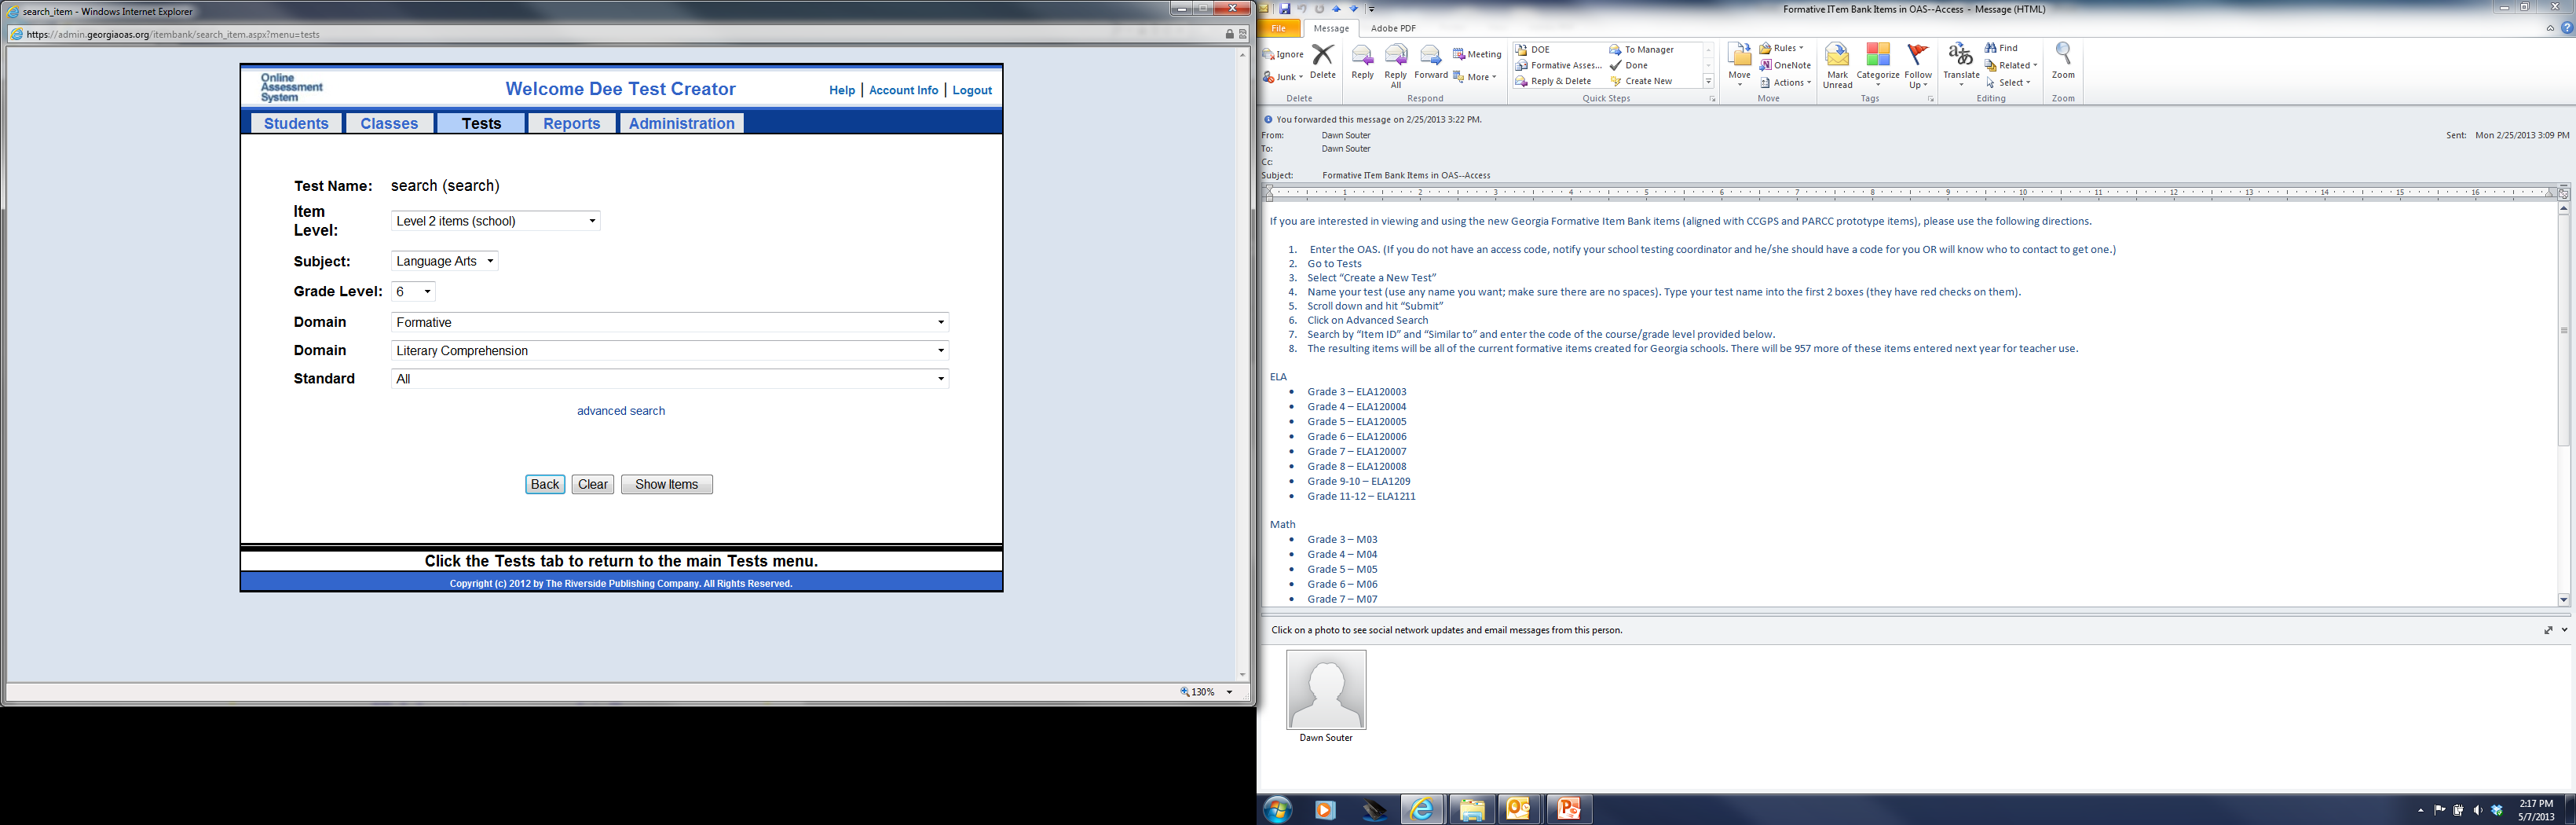 search_item - Windows Internet Explorer
https://admin.georgiaoas.org/itembank/search_item.aspx?menu=tests
Online
Assessment
System
Welcome Dee Test Creator
Help | Account Info | Logout
Students
Classes
Tests
Reports
Administration
Test Name: search (search)
Item
Level:
Level 2 items (school)
Subject: Language Arts
Grade Level: 6
Domain Formative
Domain Literary Comprehension
Standard All
advanced search
Back
Clear
Show Items
Click the Tests tab to return to the main Tests menu.
Copyright (c) 2012 by The Riverside Publishing Company. All Rights Reserved.
130%
Formative ITem Bank Items in OAS--Access - Message (HTML)
File
Message
Adobe PDF
Ignore
Junk
Delete
Delete
Reply
Reply
All
Forward
Meeting
More
Respond
DOE
Formative Asses...
Reply & Delete
To Manager
Done
Create New
Quick Steps
Move
Rules
OneNote
Actions
Move
Mark
Unread
Categorize
Follow
Up
Tags
Translate
Find
Related
Select
Editing
Zoom
Zoom
You forwarded this message on 2/25/2013 3:22 PM.
From: Dawn Souter
Sent: Mon 2/25/2013 3:09 PM
To: Dawn Souter
Cc:
Subject: Formative ITem Bank Items in OAS--Access
1 2 3 4 5 6 7 8 9 10 11 12 13 14 15 16
If you are interested in viewing and using the new Georgia Formative Item Bank items (aligned with CCGPS and PARCC prototype items), please use the following directions.
1. Enter the OAS. (If you do not have an access code, notify your school testing coordinator and he/she should have a code for you OR will know who to contact to get one.)
2. Go to Tests
3. Select “Create a New Test”
4. Name your test (use any name you want; make sure there are no spaces). Type your test name into the first 2 boxes (they have red checks on them).
5. Scroll down and hit “Submit”
6. Click on Advanced Search
7. Search by “Item ID” and “Similar to” and enter the code of the course/grade level provided below.
8. The resulting items will be all of the current formative items created for Georgia schools. There will be 957 more of these items entered next year for teacher use.
ELA
• Grade 3 – ELA120003
• Grade 4 – ELA120004
• Grade 5 – ELA120005
• Grade 6 – ELA120006
• Grade 7 – ELA120007
• Grade 8 – ELA120008
• Grade 9-10 – ELA1209
• Grade 11-12 – ELA1211
Math
• Grade 3 – M03
• Grade 4 – M04
• Grade 5 – M05
• Grade 6 – M06
• Grade 7 – M07
Click on a photo to see social network updates and email messages from this person.
Dawn Souter
2:17 PM
5/7/2013